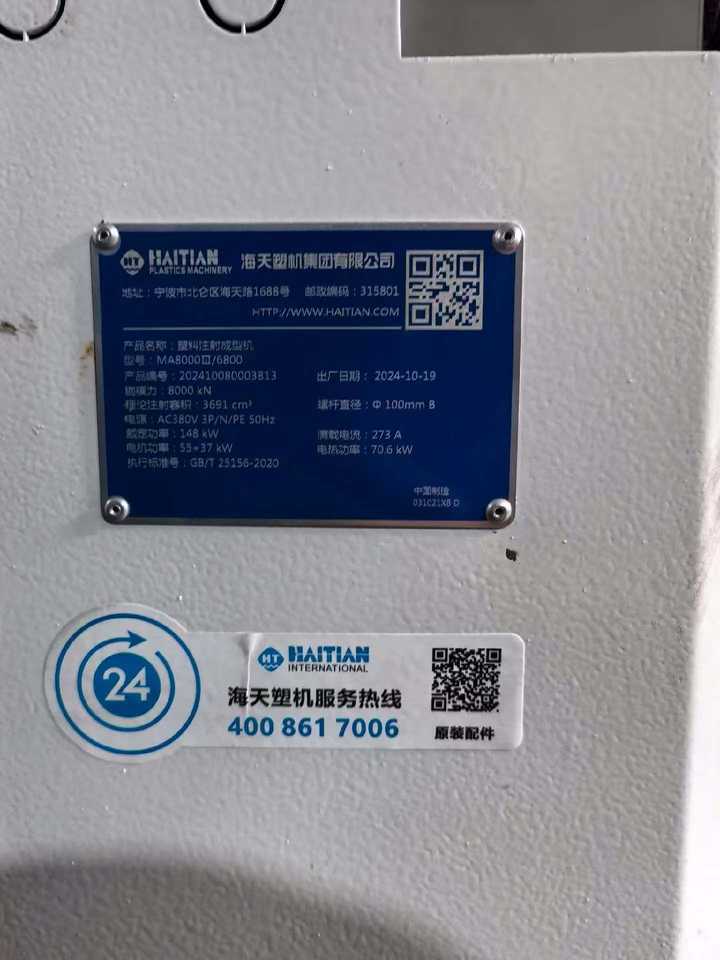 HAITIAN
PLASTICS MACHINERY
海天塑机集团有限公司
地址：宁波市北仑区海天路1688号 邮政编码：315801
HTTP://WWW.HAITIAN.COM
产品名称：塑料注射成型机
型号：MA8000Ⅲ/6800
产品编号：202410080003813 出厂日期：2024-10-19
锁模力：8000 kN
理论注射容积：3691 cm³ 螺杆直径：Φ 100mm B
电源：AC380V 3P/N/PE 50Hz
额定功率：148 kW 满载电流：273 A
电机功率：55+37 kW 电热功率：70.6 kW
执行标准号：GB/T 25156-2020
中国制造
031C21X8 D
24
HT HAITIAN
INTERNATIONAL
海天塑机服务热线
400 861 7006
原装配件